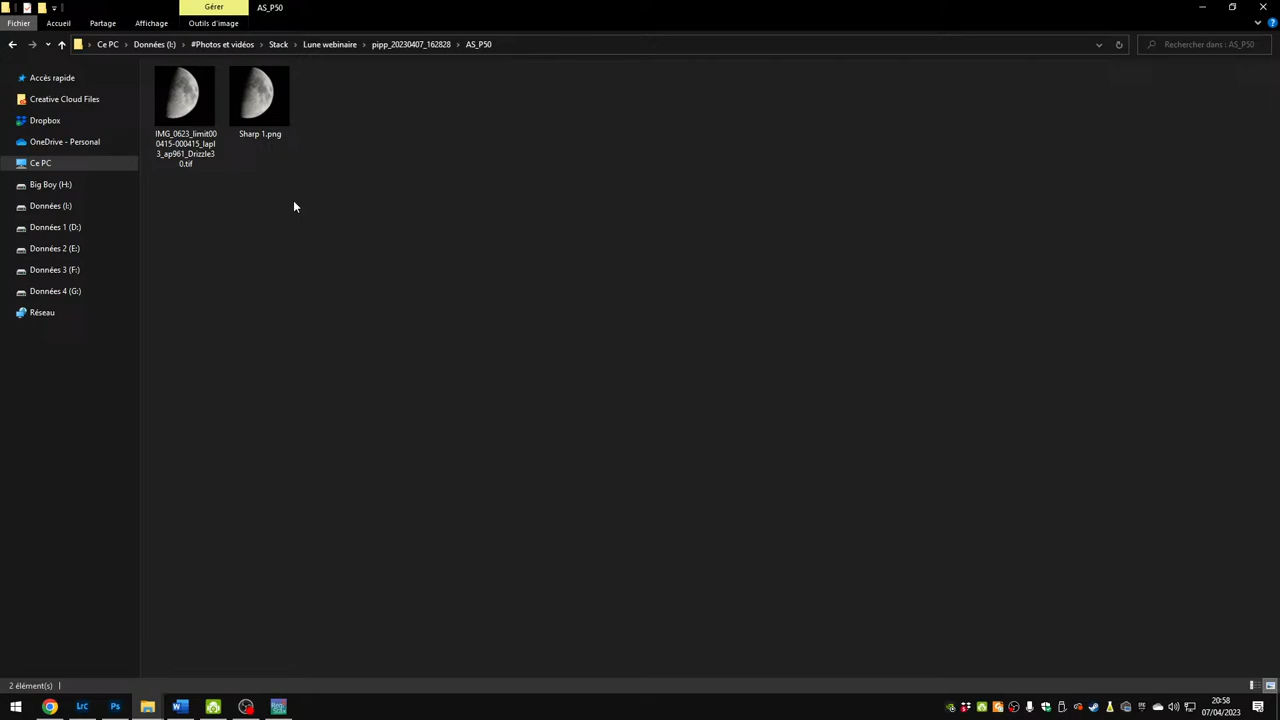 Gérer
AS_P50
Fichier
Accueil
Partage
Affichage
Outils d'image
Ce PC
Données (I:)
#Photos et vidéos
Stack
Lune webinaire
pipp_20230407_162828
AS_P50
Rechercher dans : AS_P50
Accès rapide
Creative Cloud Files
Dropbox
OneDrive - Personal
Ce PC
Big Boy (H:)
Données (I:)
Données 1 (D:)
Données 2 (E:)
Données 3 (F:)
Données 4 (G:)
Réseau
IMG_0623_limit00
0415-000415_lapl
3_ap961_Drizzle3
0.tif
Sharp 1.png
2 élément(s)
Lrc
Ps
20:58
07/04/2023